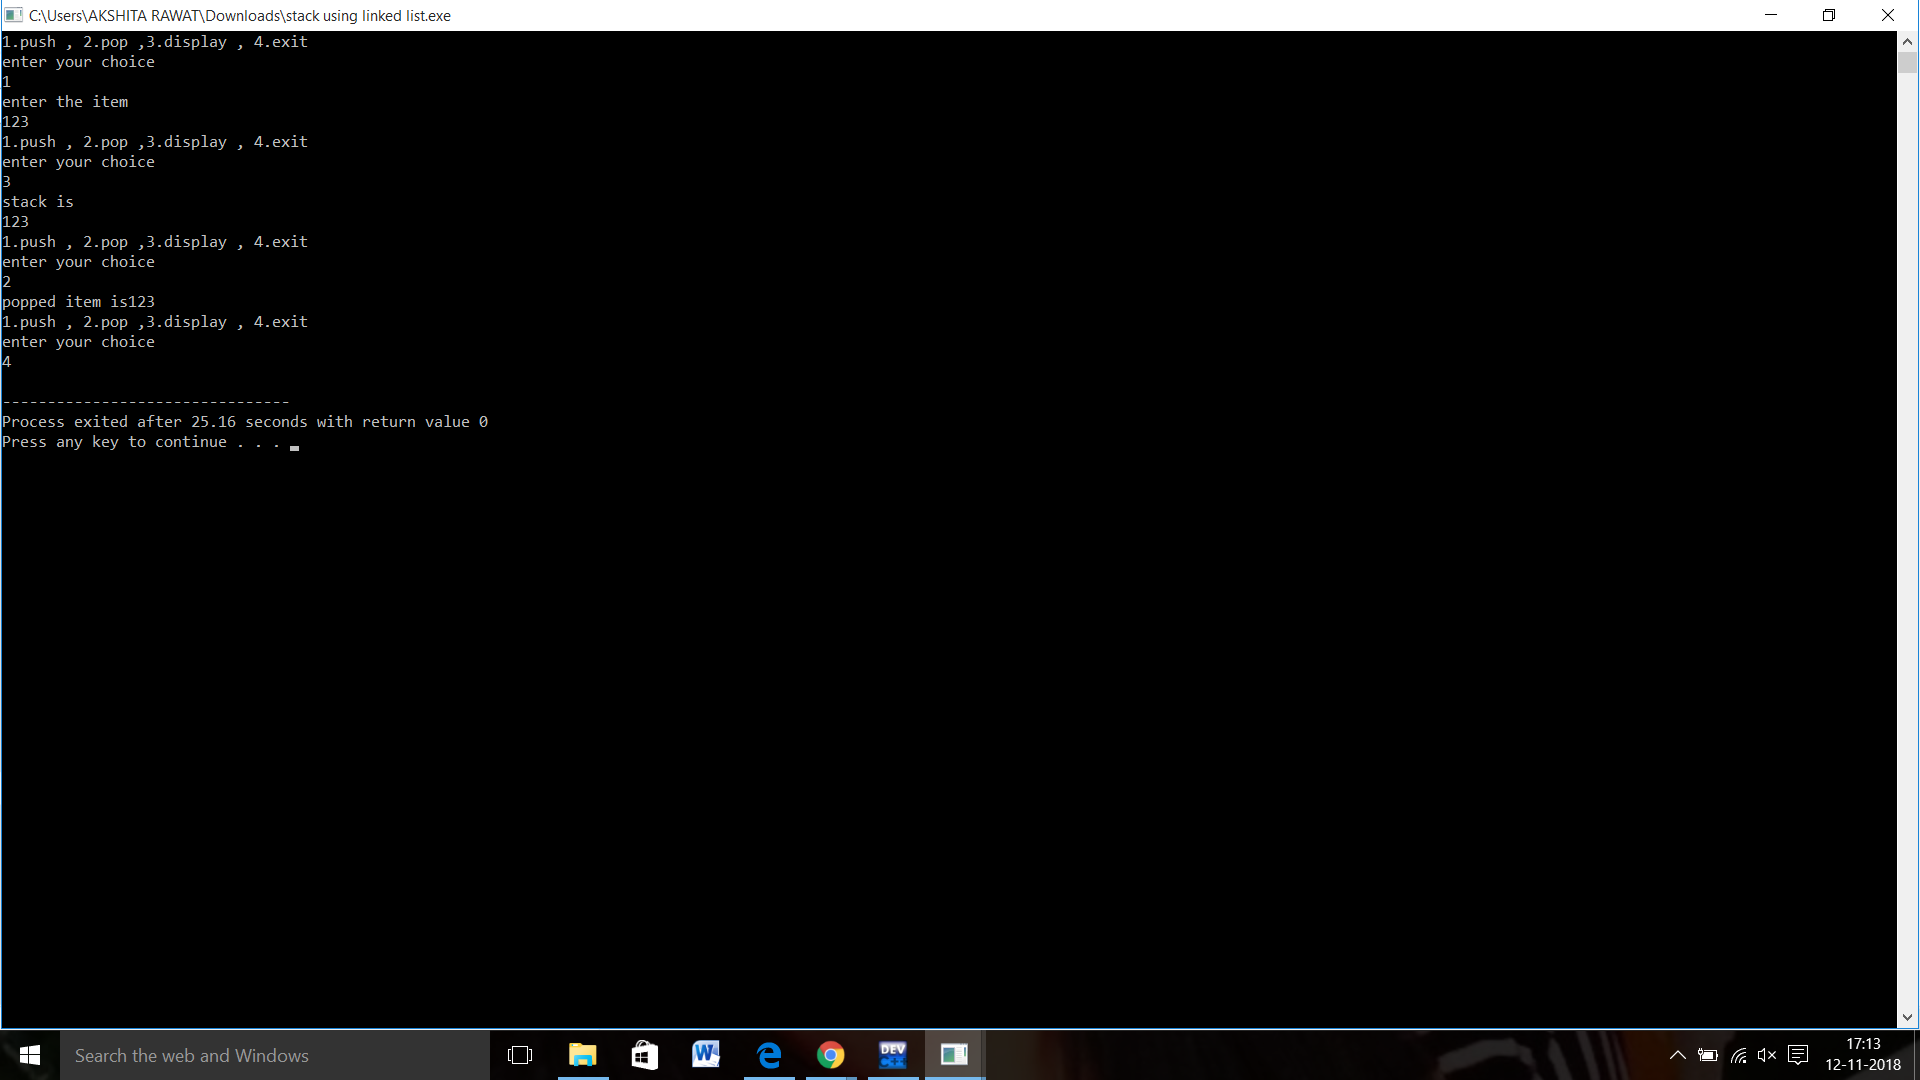 C:\Users\AKSHITA RAWAT\Downloads\stack using linked list.exe
1.push , 2.pop ,3.display , 4.exit
enter your choice
1
enter the item
123
1.push , 2.pop ,3.display , 4.exit
enter your choice
3
stack is
123
1.push , 2.pop ,3.display , 4.exit
enter your choice
2
popped item is123
1.push , 2.pop ,3.display , 4.exit
enter your choice
4
--------------------------------
Process exited after 25.16 seconds with return value 0
Press any key to continue . . .
Search the web and Windows
DEV
17:13
12-11-2018